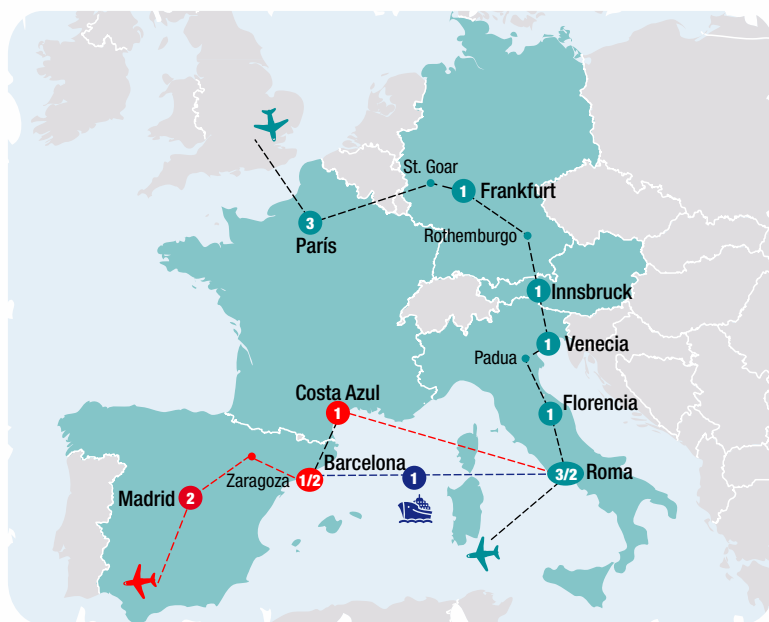 St. Goar
1
Frankfurt
3
París
Rothemburgo
1
Innsbruck
1
Venecia
Padua
Costa Azul
1
1
Florencia
Barcelona
1/2
1
3/2
Roma
Zaragoza
Madrid
2